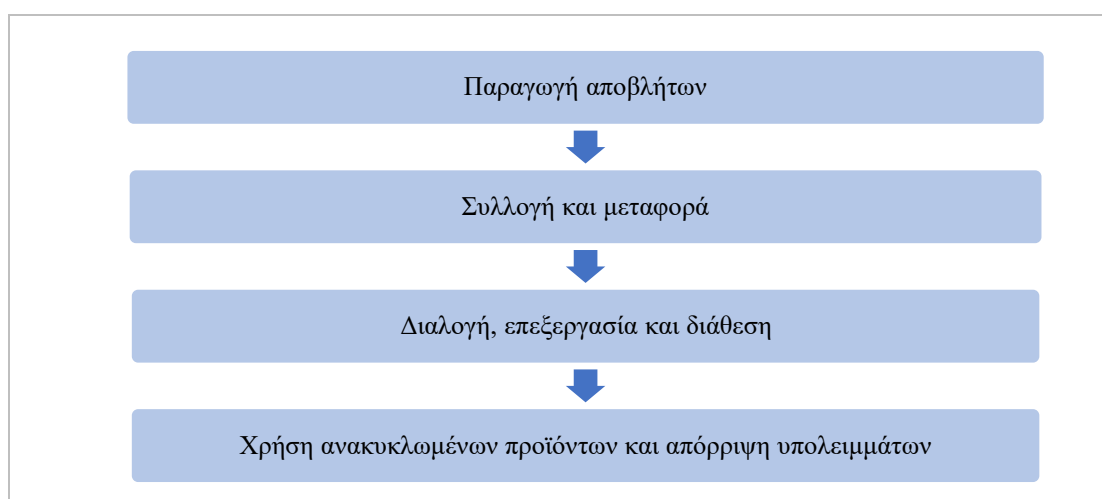 Παραγωγή αποβλήτων
Συλλογή και μεταφορά
Διαλογή, επεξεργασία και διάθεση
Χρήση ανακυκλωμένων προϊόντων και απόρριψη υπολειμμάτων